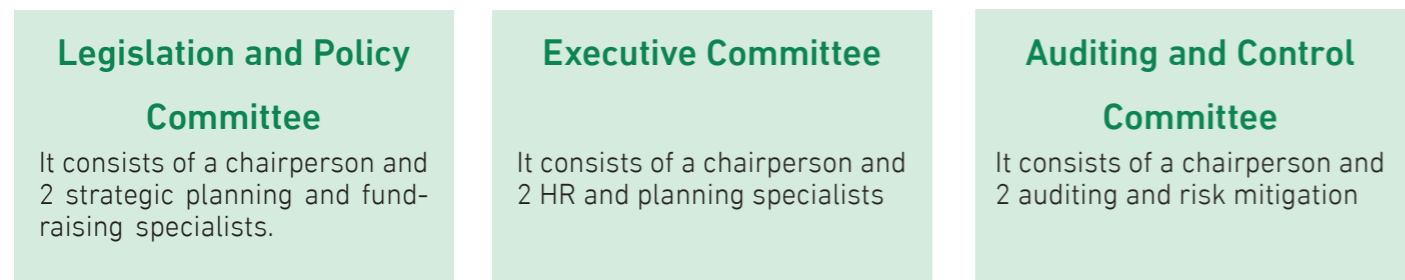 Legislation and Policy
Committee
It consists of a chairperson and
2 strategic planning and fund-
raising specialists.
Executive Committee
It consists of a chairperson and
2 HR and planning specialists
Auditing and Control
Committee
It consists of a chairperson and
2 auditing and risk mitigation